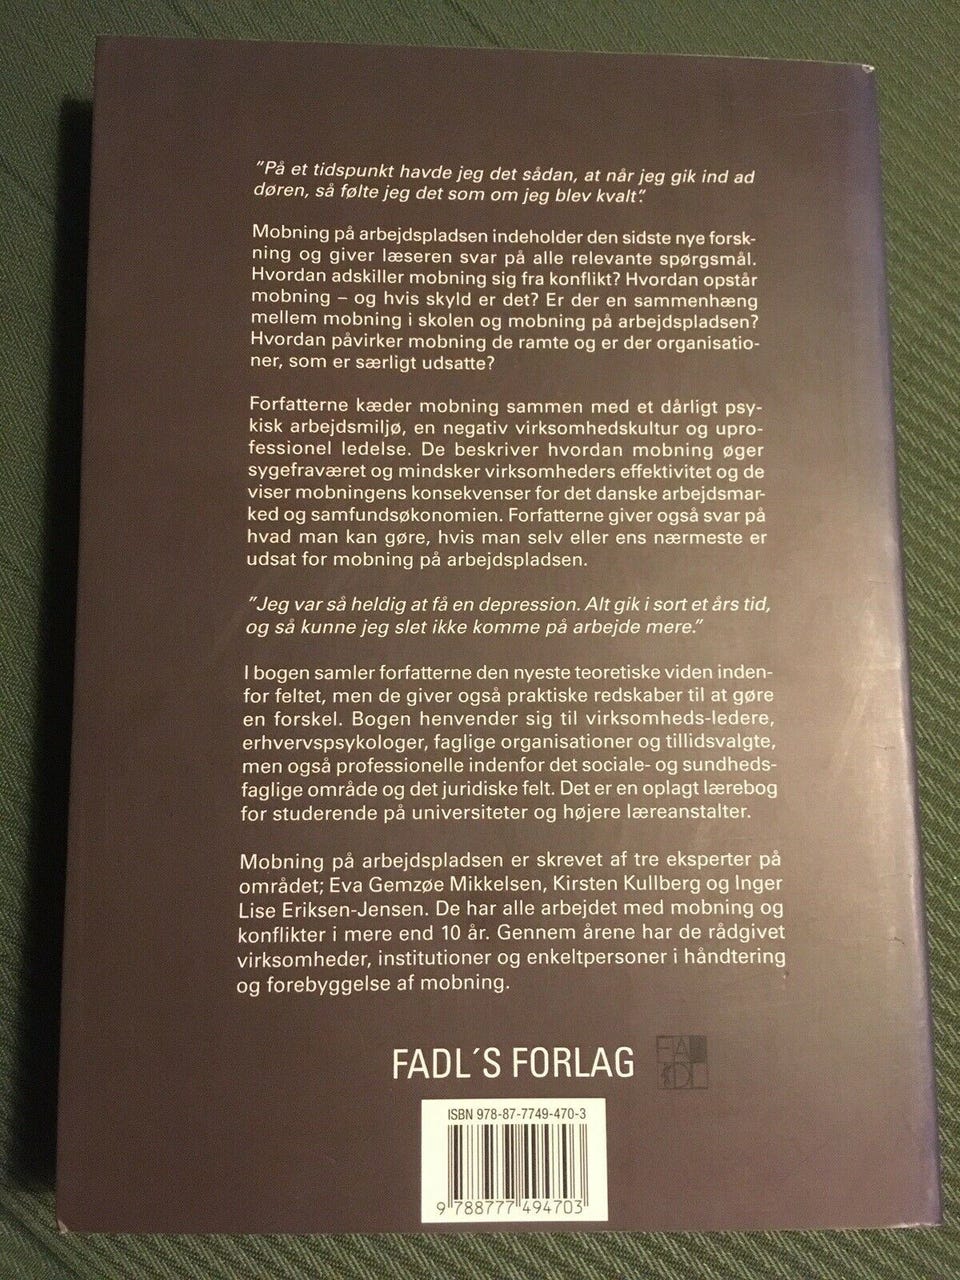 ”På et tidspunkt havde jeg det sådan, at når jeg gik ind ad
døren, så følte jeg det som om jeg blev kvalt”.
Mobning på arbejdspladsen indeholder den sidste nye forsk-
ning og giver læseren svar på alle relevante spørgsmål.
Hvordan adskiller mobning sig fra konflikt? Hvordan opstår
mobning – og hvis skyld er det? Er der en sammenhæng
mellem mobning i skolen og mobning på arbejdspladsen?
Hvordan påvirker mobning de ramte og er der organisatio-
ner, som er særligt udsatte?
Forfatterne kæder mobning sammen med et dårligt psy-
kisk arbejdsmiljø, en negativ virksomhedskultur og upro-
fessionel ledelse. De beskriver hvordan mobning øger
sygefraværet og mindsker virksomheders effektivitet og de
viser mobningens konsekvenser for det danske arbejdsmar-
ked og samfundsøkonomien. Forfatterne giver også svar på
hvad man kan gøre, hvis man selv eller ens nærmeste er
udsat for mobning på arbejdspladsen.
”Jeg var så heldig at få en depression. Alt gik i sort et års tid,
og så kunne jeg slet ikke komme på arbejde mere.”
I bogen samler forfatterne den nyeste teoretiske viden inden-
for feltet, men de giver også praktiske redskaber til at gøre
en forskel. Bogen henvender sig til virksomheds-ledere,
erhvervspsykologer, faglige organisationer og tillidsvalgte,
men også professionelle indenfor det sociale- og sundheds-
faglige område og det juridiske felt. Det er en oplagt lærebog
for studerende på universiteter og højere læreanstalter.
Mobning på arbejdspladsen er skrevet af tre eksperter på
området; Eva Gemzøe Mikkelsen, Kirsten Kullberg og Inger
Lise Eriksen-Jensen. De har alle arbejdet med mobning og
konflikter i mere end 10 år. Gennem årene har de rådgivet
virksomheder, institutioner og enkeltpersoner i håndtering
og forebyggelse af mobning.
FADL´S FORLAG
FADL
ISBN 978-87-7749-470-3
9 788777 494703